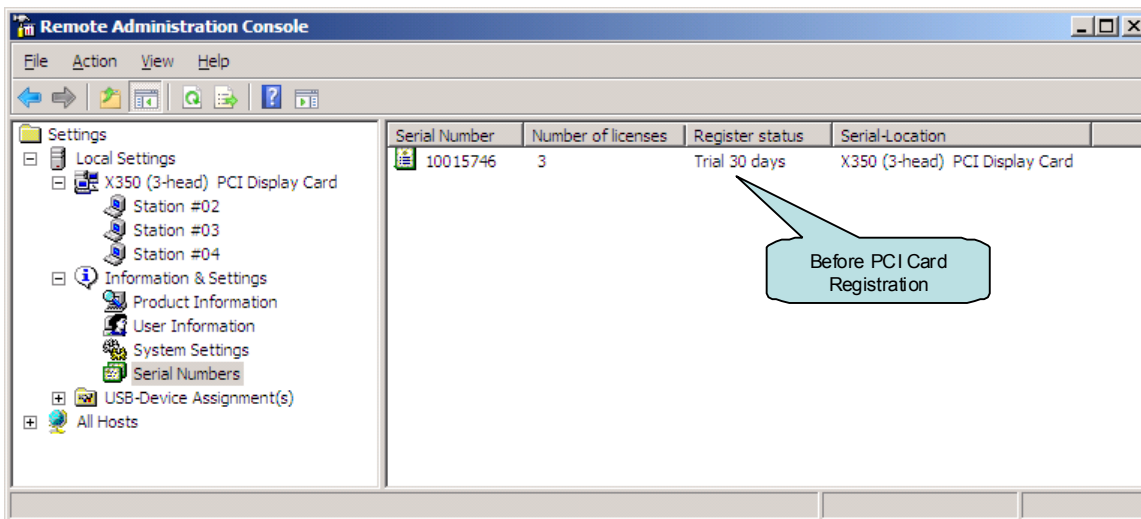 Remote Administration Console
File Action View Help
Settings
Local Settings
X350 (3-head) PCI Display Card
Station #02
Station #03
Station #04
Information & Settings
Product Information
User Information
System Settings
Serial Numbers
USB-Device Assignment(s)
All Hosts
Serial Number Number of licenses Register status Serial-Location
10015746 3 Trial 30 days X350 (3-head) PCI Display Card
Before PCI Card
Registration